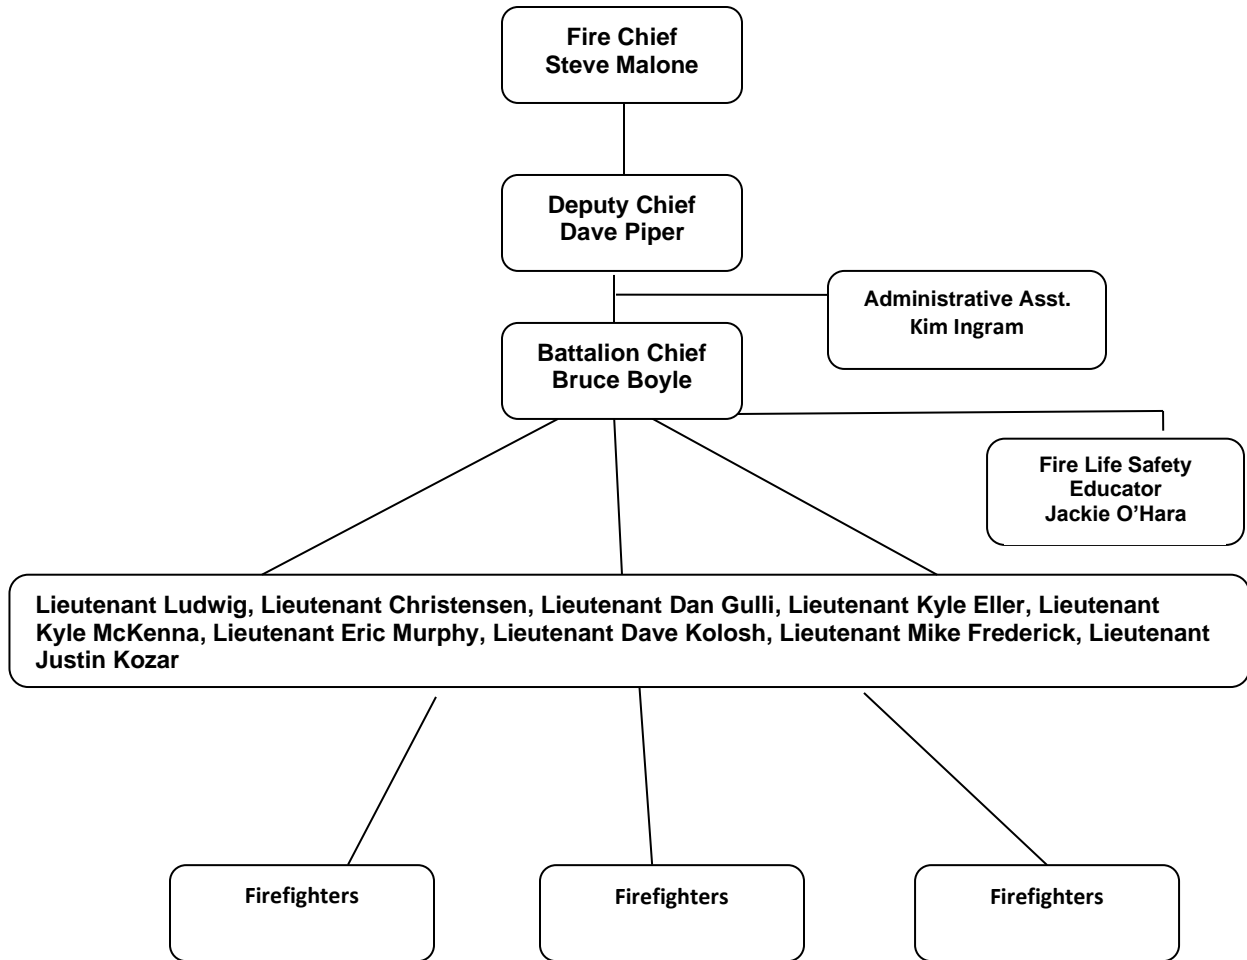 Fire Chief
Steve Malone
Deputy Chief
Dave Piper
Administrative Asst.
Kim Ingram
Battalion Chief
Bruce Boyle
Fire Life Safety
Educator
Jackie O’Hara
Lieutenant Ludwig, Lieutenant Christensen, Lieutenant Dan Gulli, Lieutenant Kyle Eller, Lieutenant
Kyle McKenna, Lieutenant Eric Murphy, Lieutenant Dave Kolosh, Lieutenant Mike Frederick, Lieutenant
Justin Kozar
Firefighters
Firefighters
Firefighters